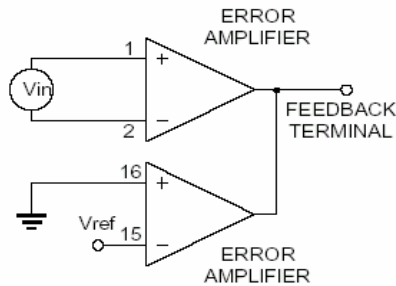 ERROR
AMPLIFIER
1
+
Vin
−
2
FEEDBACK
TERMINAL
16
+
Vref
15
−
ERROR
AMPLIFIER